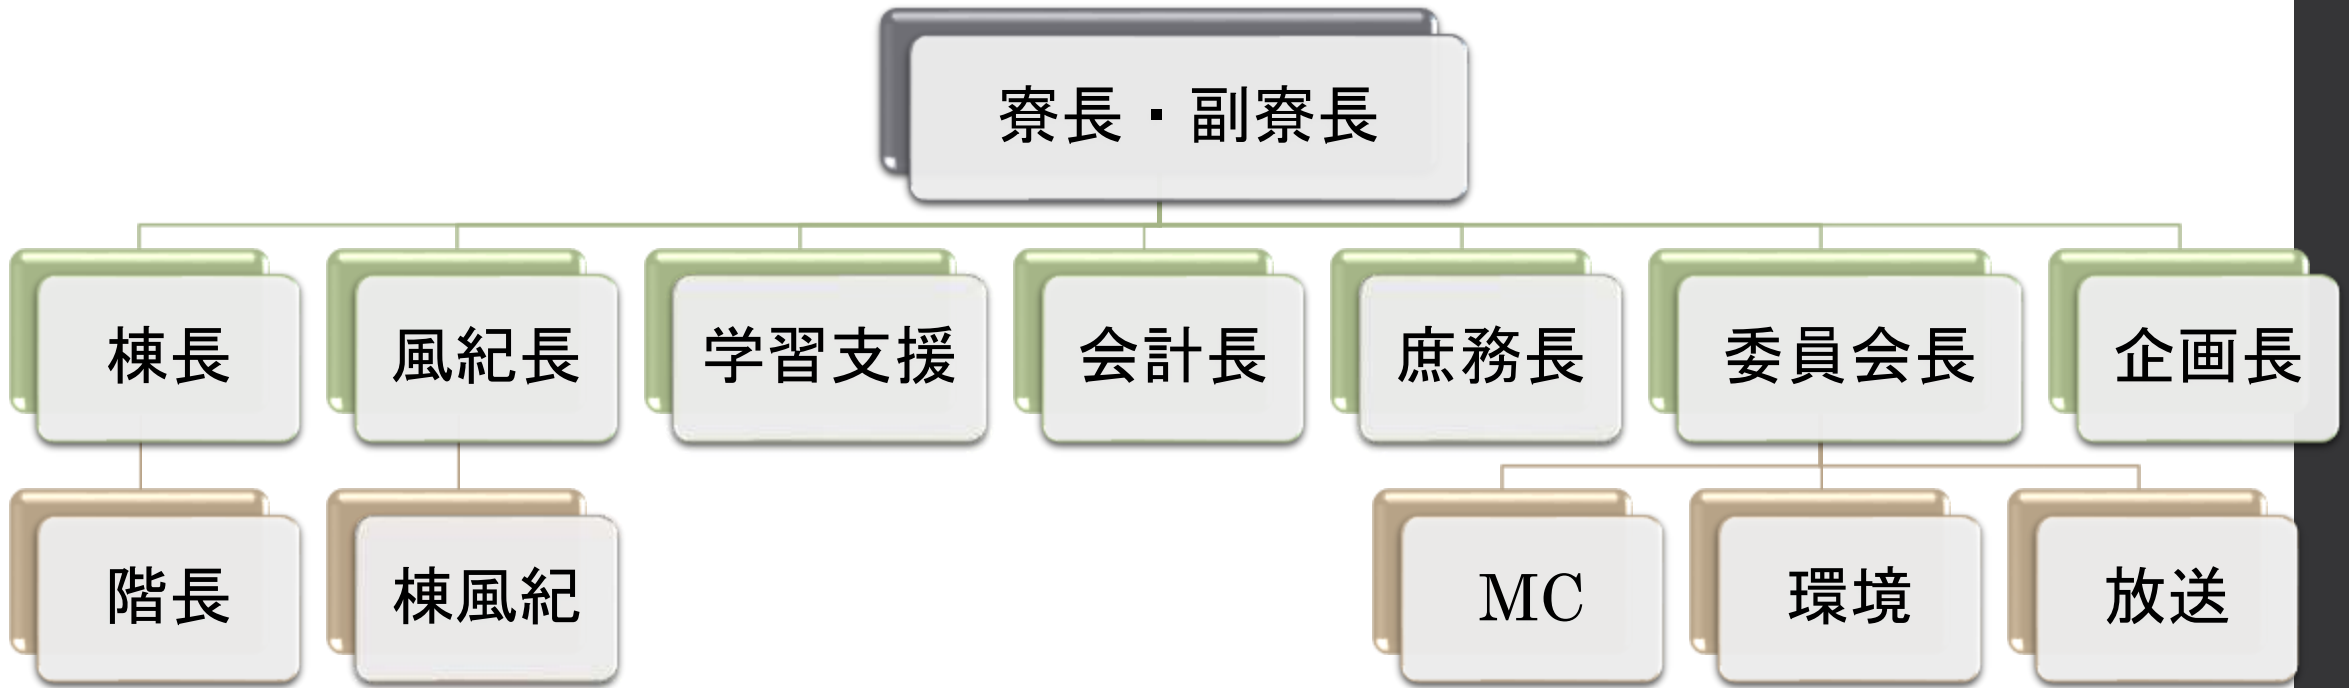 寮長・副寮長
棟長
風紀長
学習支援
会計長
庶務長
委員会長
企画長
階長
棟風紀
MC
環境
放送